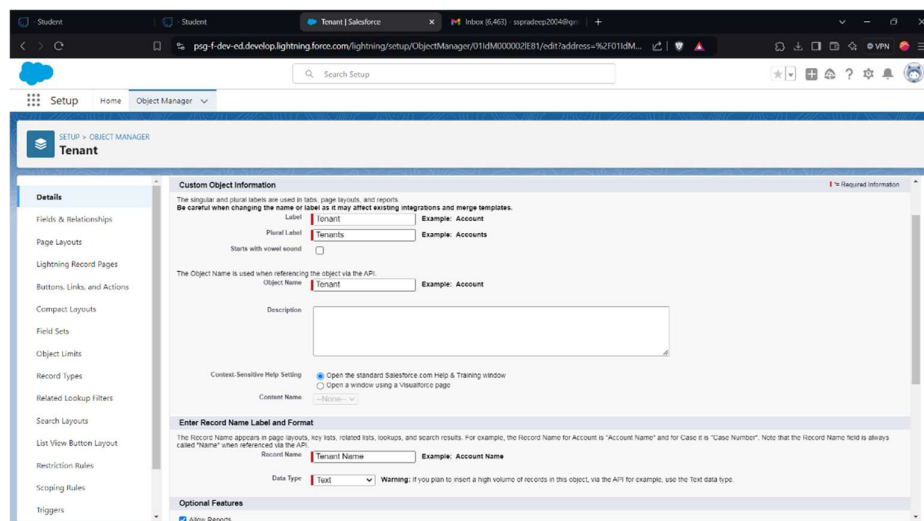 Student
Student
Tenant | Salesforce
Inbox (6,463) - sspradeep2004@gm
psg-f-dev-ed.develop.lightning.force.com/lightning/setup/ObjectManager/01IdM000002IE81/edit?address=%2F01IdM...
VPN
Search Setup
Setup
Home
Object Manager
SETUP > OBJECT MANAGER
Tenant
Details
Fields & Relationships
Page Layouts
Lightning Record Pages
Buttons, Links, and Actions
Compact Layouts
Field Sets
Object Limits
Record Types
Related Lookup Filters
Search Layouts
List View Button Layout
Restriction Rules
Scoping Rules
Triggers
Custom Object Information
= Required Information
The singular and plural labels are used in tabs, page layouts, and reports.
Be careful when changing the name or label as it may affect existing integrations and merge templates.
Label Tenant Example: Account
Plural Label Tenants Example: Accounts
Starts with vowel sound
The Object Name is used when referencing the object via the API.
Object Name Tenant Example: Account
Description
Context-Sensitive Help Setting Open the standard Salesforce.com Help & Training window
Open a window using a Visualforce page
Content Name --None--
Enter Record Name Label and Format
The Record Name appears in page layouts, key lists, related lists, lookups, and search results. For example, the Record Name for Account is "Account Name" and for Case it is "Case Number". Note that the Record Name field is always
called "Name" when referenced via the API.
Record Name Tenant Name Example: Account Name
Data Type Text Warning: If you plan to insert a high volume of records in this object, via the API for example, use the Text data type.
Optional Features
Allow Reports